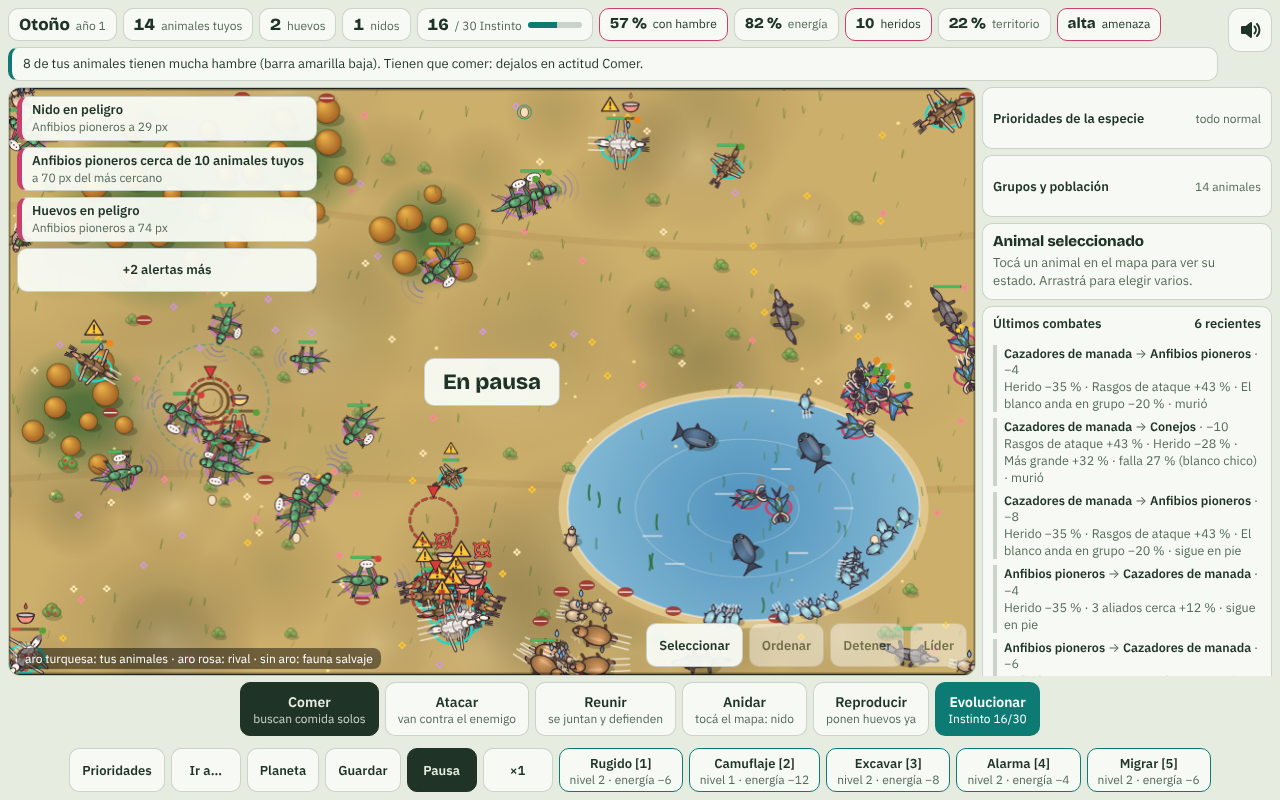 Otoño año 1
14 animales tuyos
2 huevos
1 nidos
16 / 30 Instinto
57 % con hambre
82 % energía
10 heridos
22 % territorio
alta amenaza
8 de tus animales tienen mucha hambre (barra amarilla baja). Tienen que comer: dejalos en actitud Comer.
Nido en peligro
Anfibios pioneros a 29 px
Anfibios pioneros cerca de 10 animales tuyos
a 70 px del más cercano
Huevos en peligro
Anfibios pioneros a 74 px
+2 alertas más
En pausa
aro turquesa: tus animales · aro rosa: rival · sin aro: fauna salvaje
Seleccionar
Ordenar
Detener
Líder
Prioridades de la especie todo normal
Grupos y población 14 animales
Animal seleccionado
Tocá un animal en el mapa para ver su
estado. Arrastrá para elegir varios.
Últimos combates 6 recientes
Cazadores de manada → Anfibios pioneros ·
−4
Herido −35 % · Rasgos de ataque +43 % · El
blanco anda en grupo −20 % · murió
Cazadores de manada → Conejos · −10
Rasgos de ataque +43 % · Herido −28 % ·
Más grande +32 % · falla 27 % (blanco chico)
· murió
Cazadores de manada → Anfibios pioneros ·
−8
Herido −35 % · Rasgos de ataque +43 % · El
blanco anda en grupo −20 % · sigue en pie
Anfibios pioneros → Cazadores de manada ·
−4
Herido −35 % · 3 aliados cerca +12 % · sigue
en pie
Anfibios pioneros → Cazadores de manada ·
−6
Comer
buscan comida solos
Atacar
van contra el enemigo
Reunir
se juntan y defienden
Anidar
tocá el mapa: nido
Reproducir
ponen huevos ya
Evolucionar
Instinto 16/30
Prioridades
Ir a...
Planeta
Guardar
Pausa
×1
Rugido [1]
nivel 2 · energía −6
Camuflaje [2]
nivel 1 · energía −12
Excavar [3]
nivel 2 · energía −8
Alarma [4]
nivel 2 · energía −4
Migrar [5]
nivel 2 · energía −6